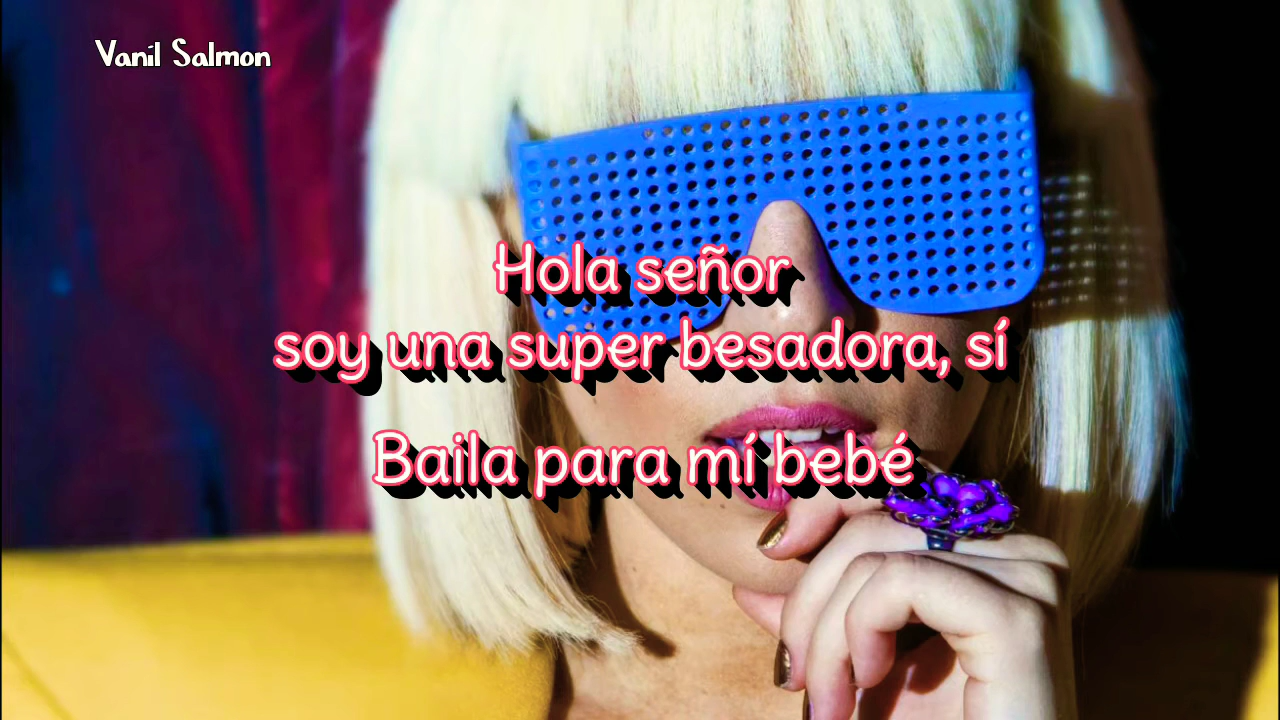 Vanil Salmon
Hola señor
soy una super besadora, sí
Baila para mí bebé